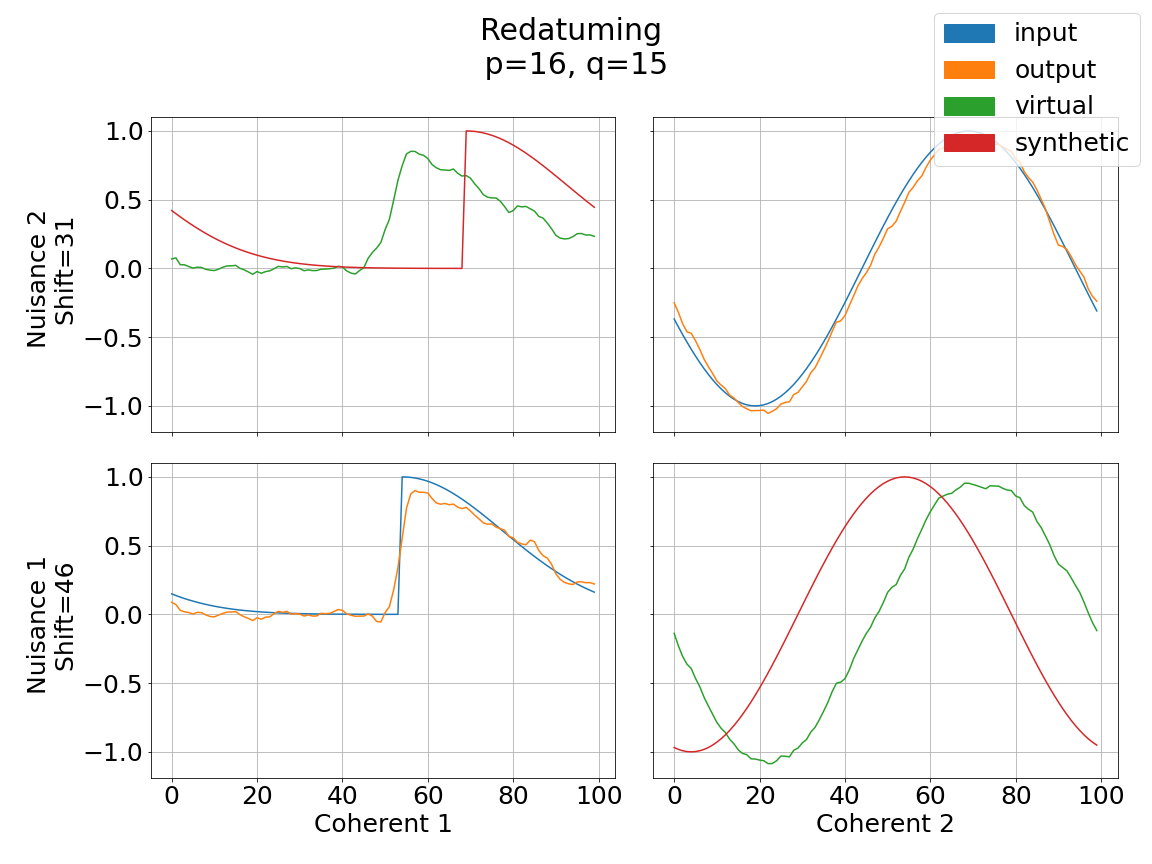 Redatuming
p=16, q=15
input
output
virtual
synthetic
Nuisance 2
Shift=31
1.0
0.5
0.0
−0.5
−1.0
Nuisance 1
Shift=46
1.0
0.5
0.0
−0.5
−1.0
0 20 40 60 80 100
0 20 40 60 80 100
Coherent 1
Coherent 2